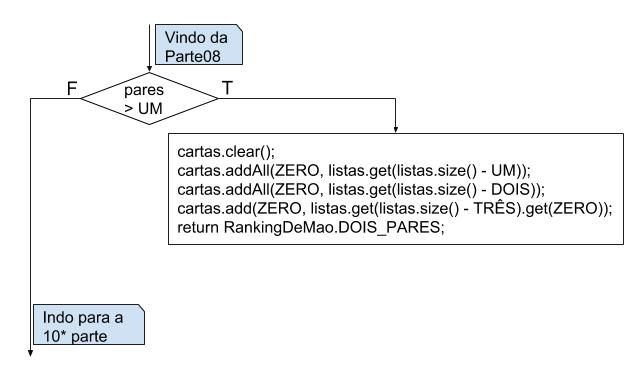 Vindo da
Parte08
F
T
pares
> UM
cartas.clear();
cartas.addAll(ZERO, listas.get(listas.size() - UM));
cartas.addAll(ZERO, listas.get(listas.size() - DOIS));
cartas.add(ZERO, listas.get(listas.size() - TRÊS).get(ZERO));
return RankingDeMao.DOIS_PARES;
Indo para a
10* parte